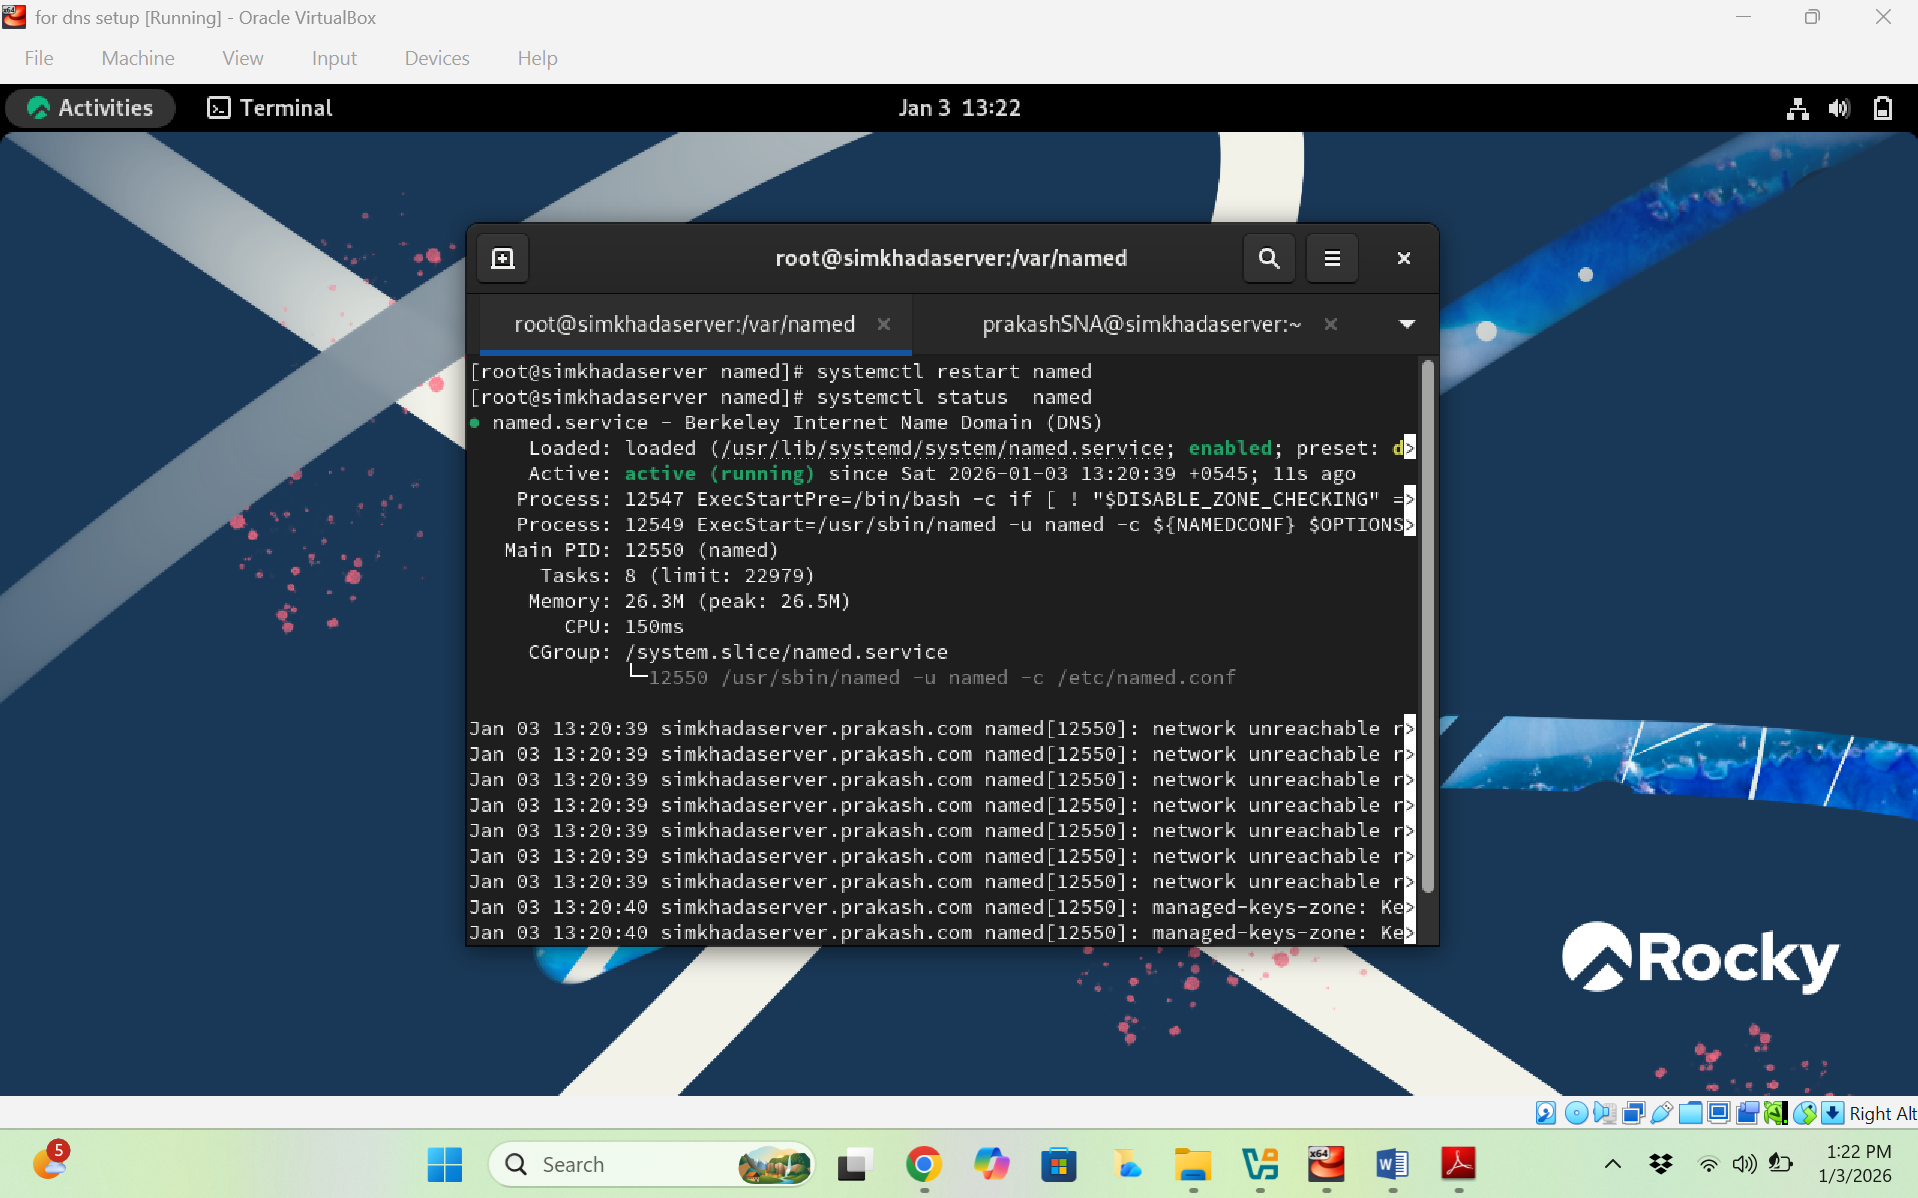 for dns setup [Running] - Oracle VirtualBox
File Machine View Input Devices Help
Activities Terminal Jan 3 13:22
root@simkhadaserver:/var/named
root@simkhadaserver:/var/named prakashSNA@simkhadaserver:~
[root@simkhadaserver named]# systemctl restart named
[root@simkhadaserver named]# systemctl status  named
● named.service - Berkeley Internet Name Domain (DNS)
Loaded: loaded (/usr/lib/systemd/system/named.service; enabled; preset: d>
Active: active (running) since Sat 2026-01-03 13:20:39 +0545; 11s ago
Process: 12547 ExecStartPre=/bin/bash -c if [ ! "$DISABLE_ZONE_CHECKING" =>
Process: 12549 ExecStart=/usr/sbin/named -u named -c ${NAMEDCONF} $OPTIONS>
Main PID: 12550 (named)
Tasks: 8 (limit: 22979)
Memory: 26.3M (peak: 26.5M)
CPU: 150ms
CGroup: /system.slice/named.service
└─12550 /usr/sbin/named -u named -c /etc/named.conf
Jan 03 13:20:39 simkhadaserver.prakash.com named[12550]: network unreachable r>
Jan 03 13:20:39 simkhadaserver.prakash.com named[12550]: network unreachable r>
Jan 03 13:20:39 simkhadaserver.prakash.com named[12550]: network unreachable r>
Jan 03 13:20:39 simkhadaserver.prakash.com named[12550]: network unreachable r>
Jan 03 13:20:39 simkhadaserver.prakash.com named[12550]: network unreachable r>
Jan 03 13:20:39 simkhadaserver.prakash.com named[12550]: network unreachable r>
Jan 03 13:20:39 simkhadaserver.prakash.com named[12550]: network unreachable r>
Jan 03 13:20:40 simkhadaserver.prakash.com named[12550]: managed-keys-zone: Ke>
Jan 03 13:20:40 simkhadaserver.prakash.com named[12550]: managed-keys-zone: Ke>
Rocky
Right Alt
5
Search
x64
1:22 PM
1/3/2026